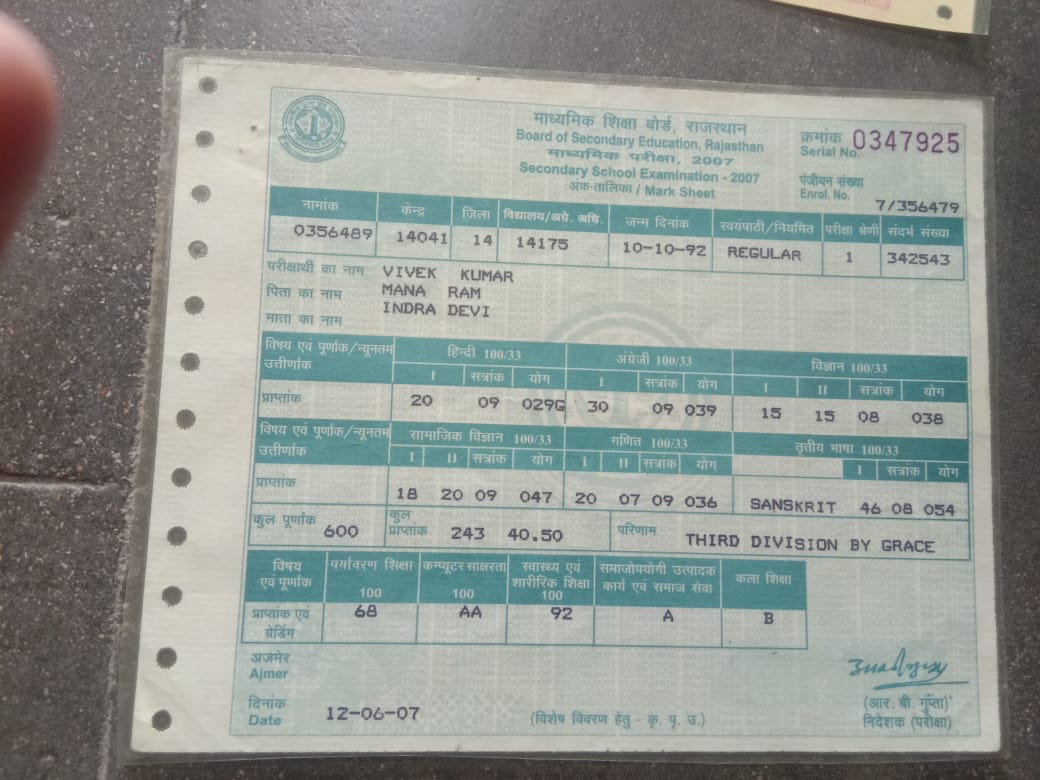 माध्यमिक शिक्षा बोर्ड, राजस्थान
Board of Secondary Education, Rajasthan
माध्यमिक परीक्षा, 2007
Secondary School Examination - 2007
अंक-तालिका / Mark Sheet
क्रमांक 0347925
Serial No.
पंजीयन संख्या
Enrol. No. 7/356479
नामांक केन्द्र जिला विद्यालय/अग्रे. अधि. जन्म दिनांक स्वयंपाठी/नियमित परीक्षा श्रेणी संदर्भ संख्या
0356489 14041 14 14175 10-10-92 REGULAR 1 342543
परीक्षार्थी का नाम VIVEK KUMAR
पिता का नाम MANA RAM
माता का नाम INDRA DEVI
विषय एवं पूर्णांक/न्यूनतम उत्तीर्णांक हिन्दी 100/33 अंग्रेजी 100/33 विज्ञान 100/33
I सत्रांक योग I सत्रांक योग I II सत्रांक योग
प्राप्तांक 20 09 029G 30 09 039 15 15 08 038
विषय एवं पूर्णांक/न्यूनतम उत्तीर्णांक सामाजिक विज्ञान 100/33 गणित 100/33 तृतीय भाषा 100/33
I II सत्रांक योग I II सत्रांक योग I सत्रांक योग
प्राप्तांक 18 20 09 047 20 07 09 036 SANSKRIT 46 08 054
कुल पूर्णांक 600 कुल प्राप्तांक 243 40.50 परिणाम THIRD DIVISION BY GRACE
विषय एवं पूर्णांक पर्यावरण शिक्षा 100 कम्प्यूटर साक्षरता 100 स्वास्थ्य एवं शारीरिक शिक्षा 100 समाजोपयोगी उत्पादक कार्य एवं समाज सेवा कला शिक्षा
प्राप्तांक एवं ग्रेडिंग 68 AA 92 A B
अजमेर
Ajmer
दिनांक
Date 12-06-07
(विशेष विवरण हेतु - कृ. पृ. उ.)
(आर. बी. गुप्ता)
निदेशक (परीक्षा)